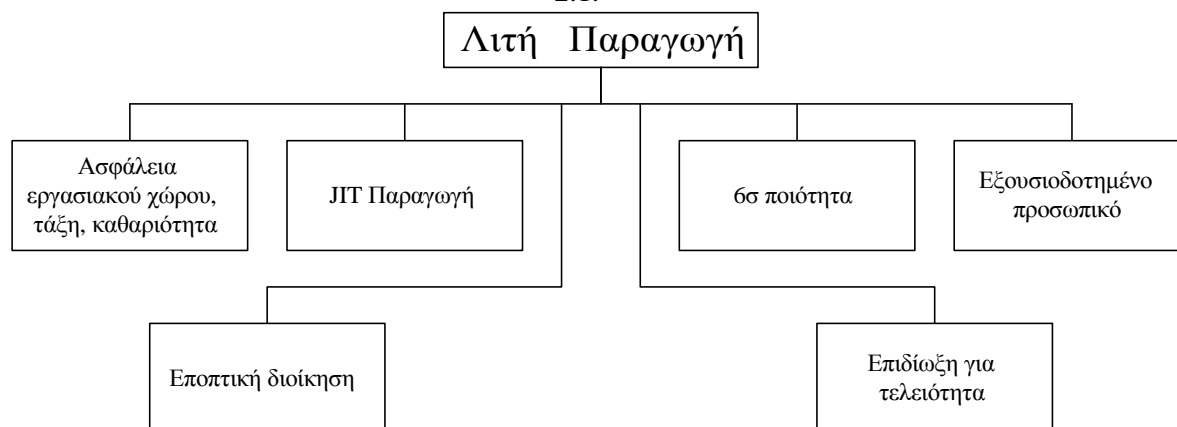 Λιτή Παραγωγή
Ασφάλεια
εργασιακού χώρου,
τάξη, καθαριότητα
JIT Παραγωγή
6σ ποιότητα
Εξουσιοδοτημένο
προσωπικό
Εποπτική διοίκηση
Επιδίωξη για
τελειότητα